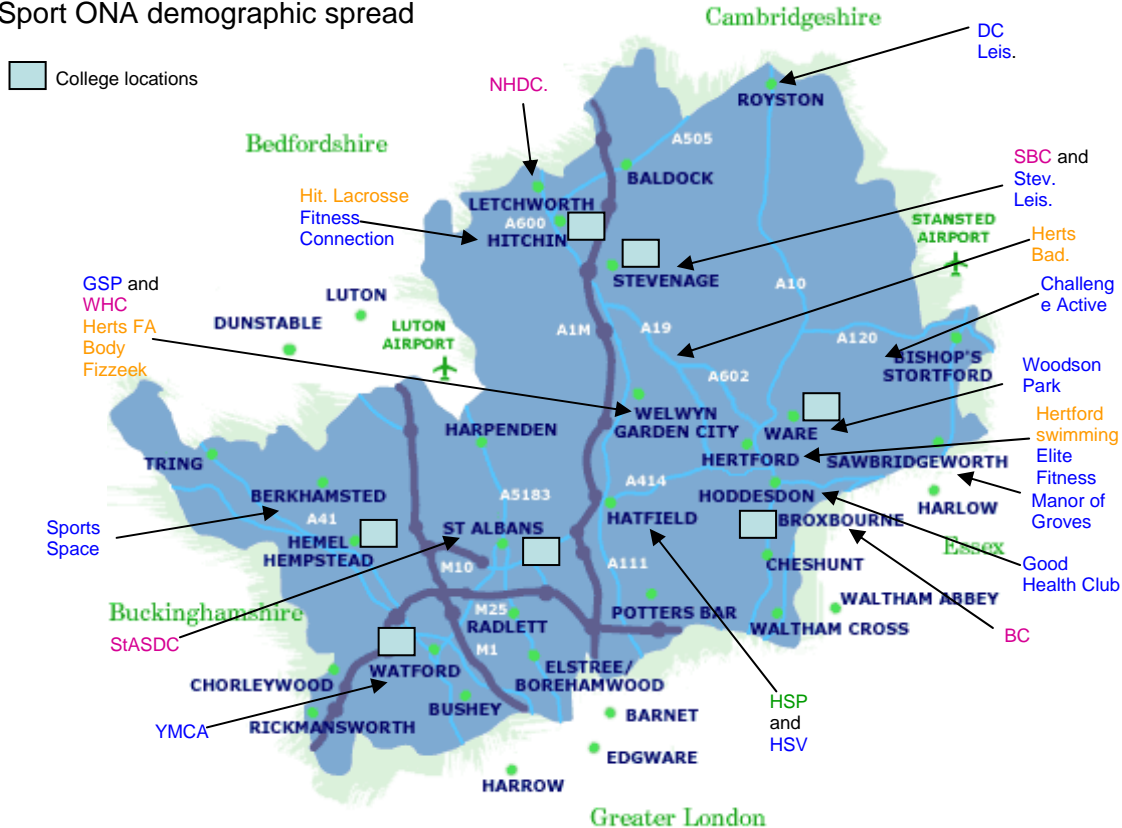 Sport ONA demographic spread
Cambridgeshire
DC
Leis.
College locations
NHDC.
ROYSTON
A505
Bedfordshire
SBC and
Stev.
Leis.
BALDOCK
Hit. Lacrosse
Fitness
Connection
LETCHWORTH
A600
HITCHIN
STANSTED
AIRPORT
Herts
Bad.
STEVENAGE
A10
GSP and
WHC
Herts FA
Body
Fizzeek
LUTON
DUNSTABLE
LUTON
AIRPORT
A1M
A19
A120
Challeng
e Active
BISHOP'S
STORTFORD
A602
Woodson
Park
WELWYN
GARDEN CITY
WARE
Hertford
swimming
Elite
Fitness
HARPENDEN
HERTFORD
SAWBRIDGEWORTH
TRING
BERKHAMSTED
A5183
A414
HODDESDON
Manor of
Groves
HARLOW
Sports
Space
A41
HEMEL
HEMPSTEAD
ST ALBANS
HATFIELD
BROXBOURNE
Essex
M10
A111
CHESHUNT
Good
Health Club
Buckinghamshire
M25
RADLETT
POTTERS BAR
WALTHAM ABBEY
WALTHAM CROSS
StASDC
BC
M1
WATFORD
ELSTREE/
BOREHAMWOOD
CHORLEYWOOD
BUSHEY
HSP
and
HSV
YMCA
RICKMANSWORTH
BARNET
EDGWARE
HARROW
Greater London